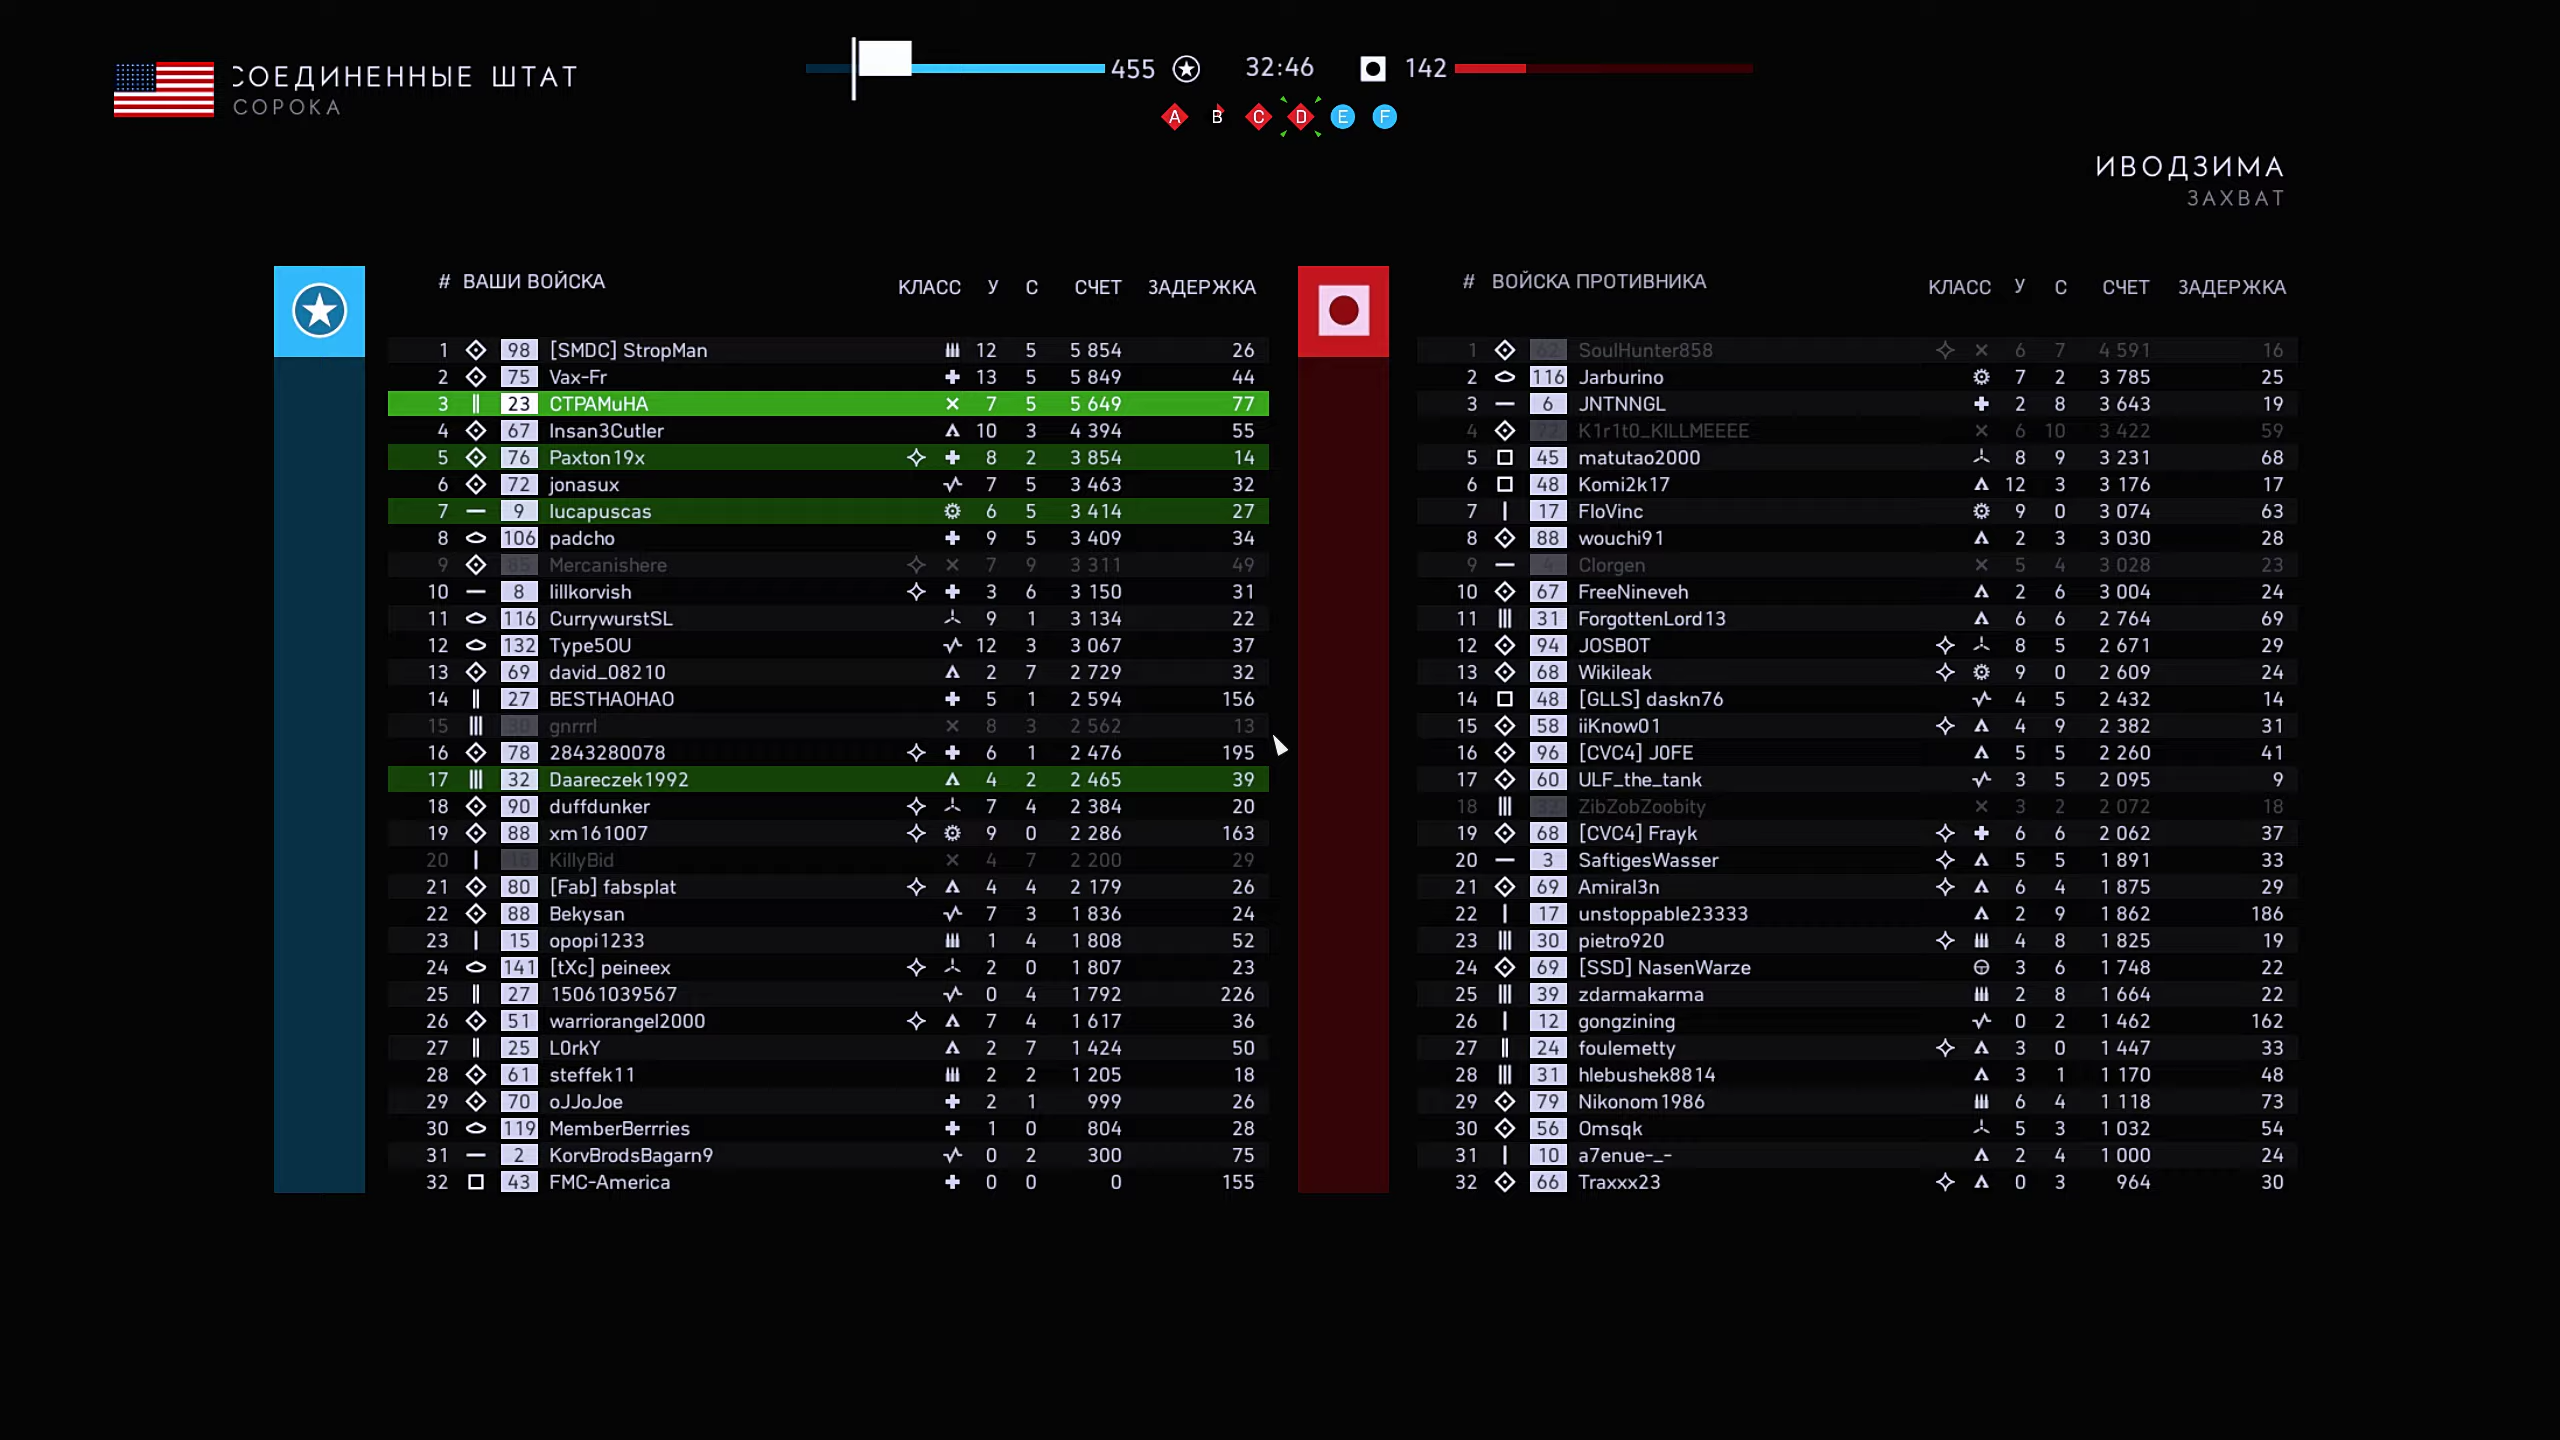 СОЕДИНЕННЫЕ ШТАТ
СОРОКА
455 32:46 142
A B C D E F
ИВОДЗИМА
ЗАХВАТ
# ВАШИ ВОЙСКА КЛАСС У С СЧЕТ ЗАДЕРЖКА
1 98 [SMDC] StropMan 12 5 5 854 26
2 75 Vax-Fr 13 5 5 849 44
3 23 CTPAMuHA 7 5 5 649 77
4 67 Insan3Cutler 10 3 4 394 55
5 76 Paxton19x 8 2 3 854 14
6 72 jonasux 7 5 3 463 32
7 9 lucapuscas 6 5 3 414 27
8 106 padcho 9 5 3 409 34
9 85 Mercanishere 7 9 3 311 49
10 8 lillkorvish 3 6 3 150 31
11 116 CurrywurstSL 9 1 3 134 22
12 132 Type5OU 12 3 3 067 37
13 69 david_08210 2 7 2 729 32
14 27 BESTHAOHAO 5 1 2 594 156
15 30 gnrrrl 8 3 2 562 13
16 78 2843280078 6 1 2 476 195
17 32 Daareczek1992 4 2 2 465 39
18 90 duffdunker 7 4 2 384 20
19 88 xm161007 9 0 2 286 163
20 KillyBid 4 7 2 200 29
21 80 [Fab] fabsplat 4 4 2 179 26
22 88 Bekysan 7 3 1 836 24
23 15 opopi1233 1 4 1 808 52
24 141 [tXc] peineex 2 0 1 807 23
25 27 15061039567 0 4 1 792 226
26 51 warriorangel2000 7 4 1 617 36
27 25 L0rkY 2 7 1 424 50
28 61 steffek11 2 2 1 205 18
29 70 oJJoJoe 2 1 999 26
30 119 MemberBerrries 1 0 804 28
31 2 KorvBrodsBagarn9 0 2 300 75
32 43 FMC-America 0 0 0 155
# ВОЙСКА ПРОТИВНИКА КЛАСС У С СЧЕТ ЗАДЕРЖКА
1 62 SoulHunter858 6 7 4 591 16
2 116 Jarburino 7 2 3 785 25
3 6 JNTNNGL 2 8 3 643 19
4 72 K1r1t0_KILLMEEEE 6 10 3 422 59
5 45 matutao2000 8 9 3 231 68
6 48 Komi2k17 12 3 3 176 17
7 17 FloVinc 9 0 3 074 63
8 88 wouchi91 2 3 3 030 28
9 4 Clorgen 5 4 3 028 23
10 67 FreeNineveh 2 6 3 004 24
11 31 ForgottenLord13 6 6 2 764 69
12 94 JOSBOT 8 5 2 671 29
13 68 Wikileak 9 0 2 609 24
14 48 [GLLS] daskn76 4 5 2 432 14
15 58 iiKnow01 4 9 2 382 31
16 96 [CVC4] J0FE 5 5 2 260 41
17 60 ULF_the_tank 3 5 2 095 9
18 ZibZobZoobity 3 2 2 072 18
19 68 [CVC4] Frayk 6 6 2 062 37
20 3 SaftigesWasser 5 5 1 891 33
21 69 Amiral3n 6 4 1 875 29
22 17 unstoppable23333 2 9 1 862 186
23 30 pietro920 4 8 1 825 19
24 69 [SSD] NasenWarze 3 6 1 748 22
25 39 zdarmakarma 2 8 1 664 22
26 12 gongzining 0 2 1 462 162
27 24 foulemetty 3 0 1 447 33
28 31 hlebushek8814 3 1 1 170 48
29 79 Nikonom1986 6 4 1 118 73
30 56 Omsqk 5 3 1 032 54
31 10 a7enue-_- 2 4 1 000 24
32 66 Traxxx23 0 3 964 30